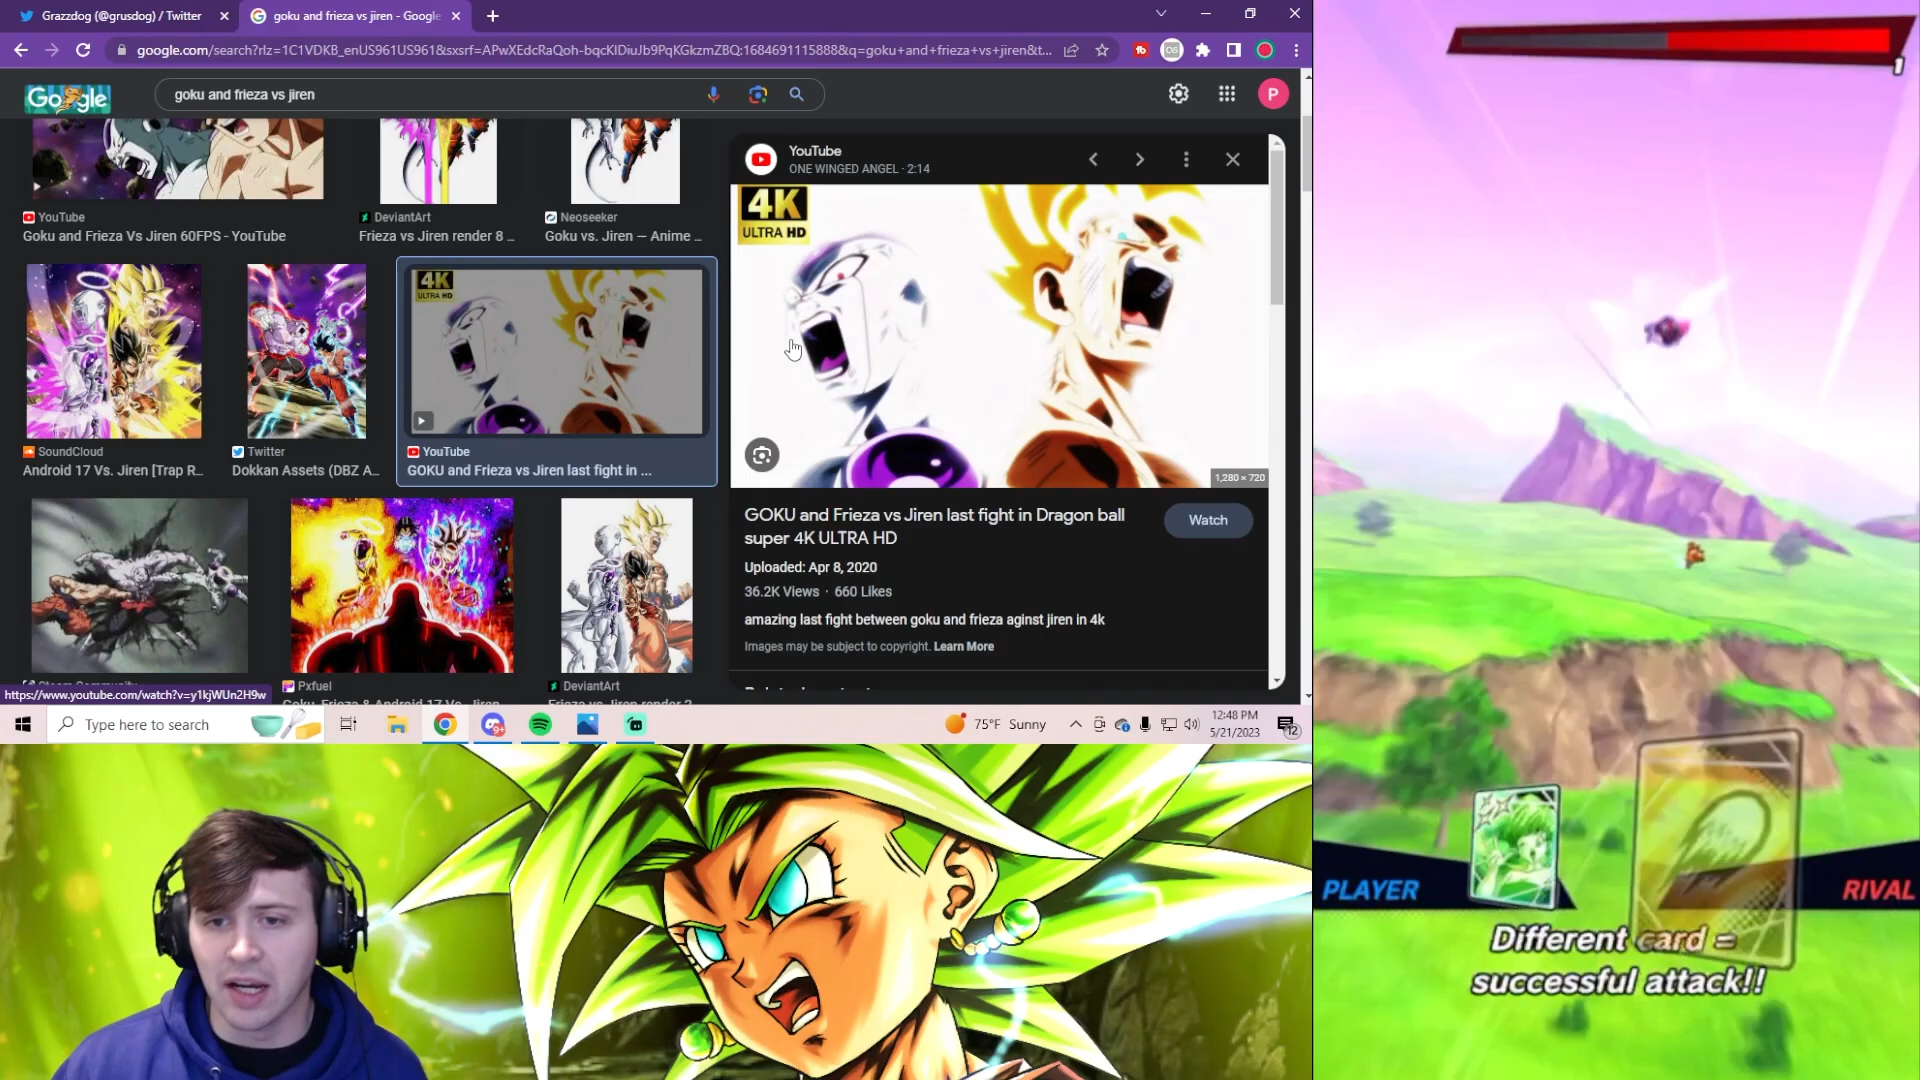 Grazzdog (@grusdog) / Twitter
goku and frieza vs jiren - Google
google.com/search?rlz=1C1VDKB_enUS961US961&sxsrf=APwXEdcRaQoh-bqcKIDiuJb9PqKGkzmZBQ:1684691115888&q=goku+and+frieza+vs+jiren&t...
Google
goku and frieza vs jiren
P
YouTube
Goku and Frieza Vs Jiren 60FPS - YouTube
DeviantArt
Frieza vs Jiren render 8 ...
Neoseeker
Goku vs. Jiren — Anime ...
4K
ULTRA HD
SoundCloud
Android 17 Vs. Jiren [Trap R...
Twitter
Dokkan Assets (DBZ A...
YouTube
GOKU and Frieza vs Jiren last fight in ...
Pxfuel
DeviantArt
YouTube
ONE WINGED ANGEL · 2:14
4K
ULTRA HD
1,280 × 720
GOKU and Frieza vs Jiren last fight in Dragon ball
super 4K ULTRA HD
Watch
Uploaded: Apr 8, 2020
36.2K Views · 660 Likes
amazing last fight between goku and frieza aginst jiren in 4k
Images may be subject to copyright. Learn More
https://www.youtube.com/watch?v=y1kjWUn2H9w
Type here to search
9+
75°F Sunny
12:48 PM
5/21/2023
12
1
PLAYER
RIVAL
Different card =
successful attack!!